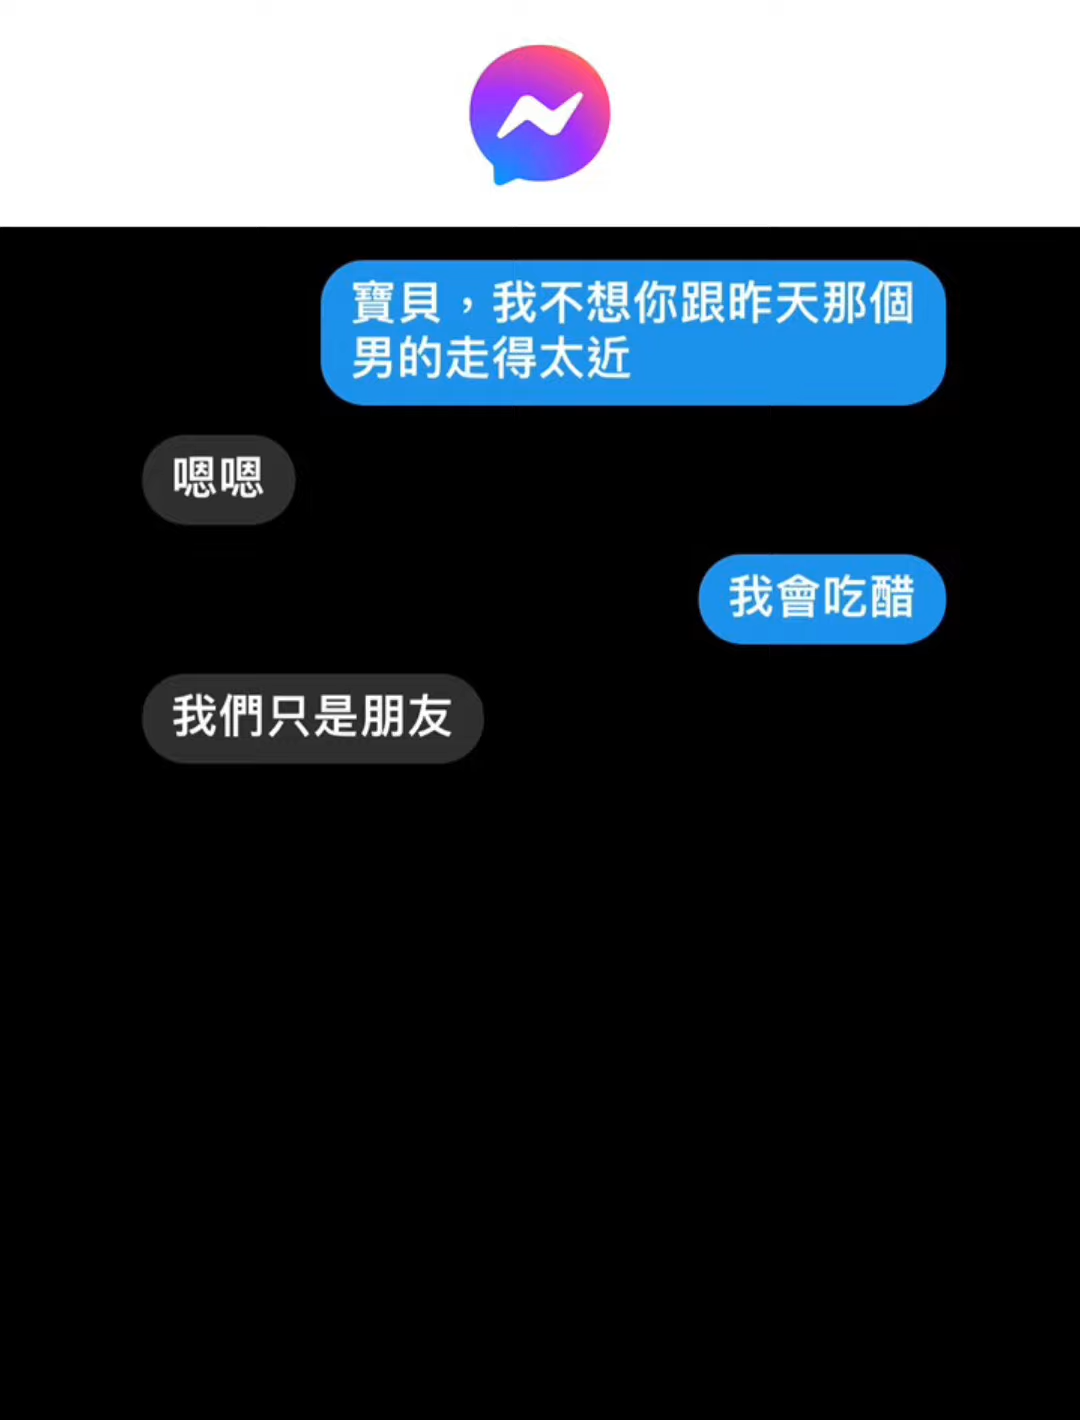 寶貝，我不想你跟昨天那個
男的走得太近
嗯嗯
我會吃醋
我們只是朋友